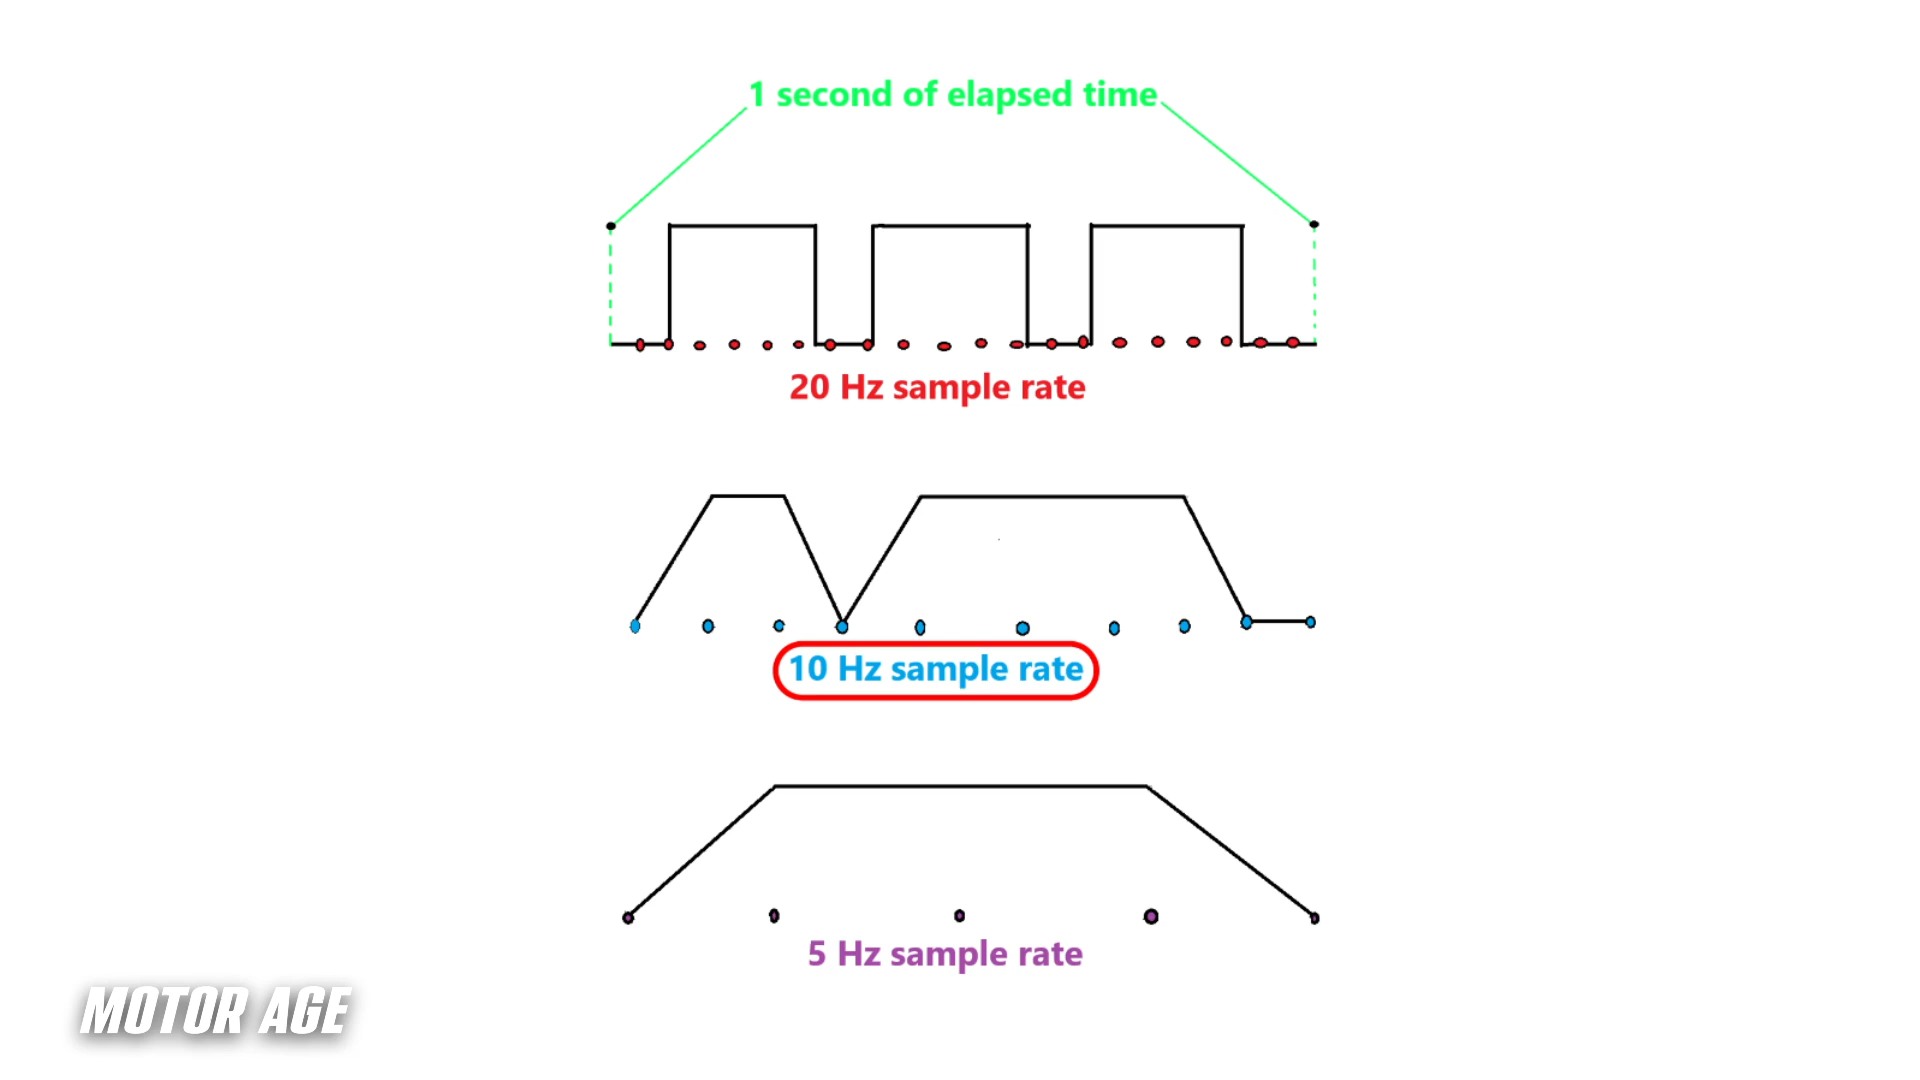 1 second of elapsed time
20 Hz sample rate
10 Hz sample rate
5 Hz sample rate
MOTOR AGE